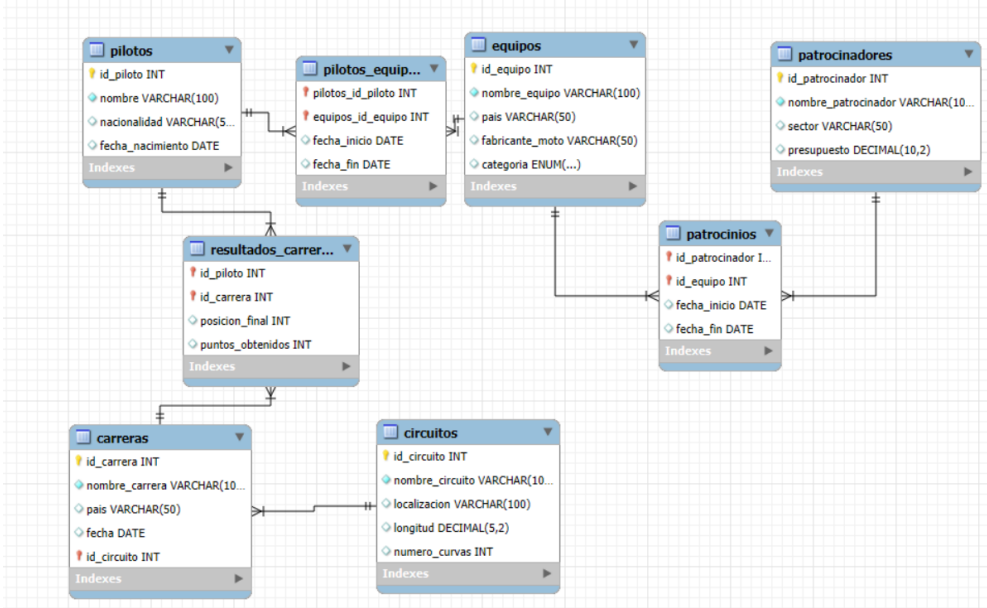 pilotos
id_piloto INT
nombre VARCHAR(100)
nacionalidad VARCHAR(5...
fecha_nacimiento DATE
Indexes
pilotos_equip...
pilotos_id_piloto INT
equipos_id_equipo INT
fecha_inicio DATE
fecha_fin DATE
Indexes
equipos
id_equipo INT
nombre_equipo VARCHAR(100)
pais VARCHAR(50)
fabricante_moto VARCHAR(50)
categoria ENUM(...)
Indexes
patrocinadores
id_patrocinador INT
nombre_patrocinador VARCHAR(10...
sector VARCHAR(50)
presupuesto DECIMAL(10,2)
Indexes
resultados_carrer...
id_piloto INT
id_carrera INT
posicion_final INT
puntos_obtenidos INT
Indexes
patrocinios
id_patrocinador I...
id_equipo INT
fecha_inicio DATE
fecha_fin DATE
Indexes
carreras
id_carrera INT
nombre_carrera VARCHAR(10...
pais VARCHAR(50)
fecha DATE
id_circuito INT
Indexes
circuitos
id_circuito INT
nombre_circuito VARCHAR(10...
localizacion VARCHAR(100)
longitud DECIMAL(5,2)
numero_curvas INT
Indexes